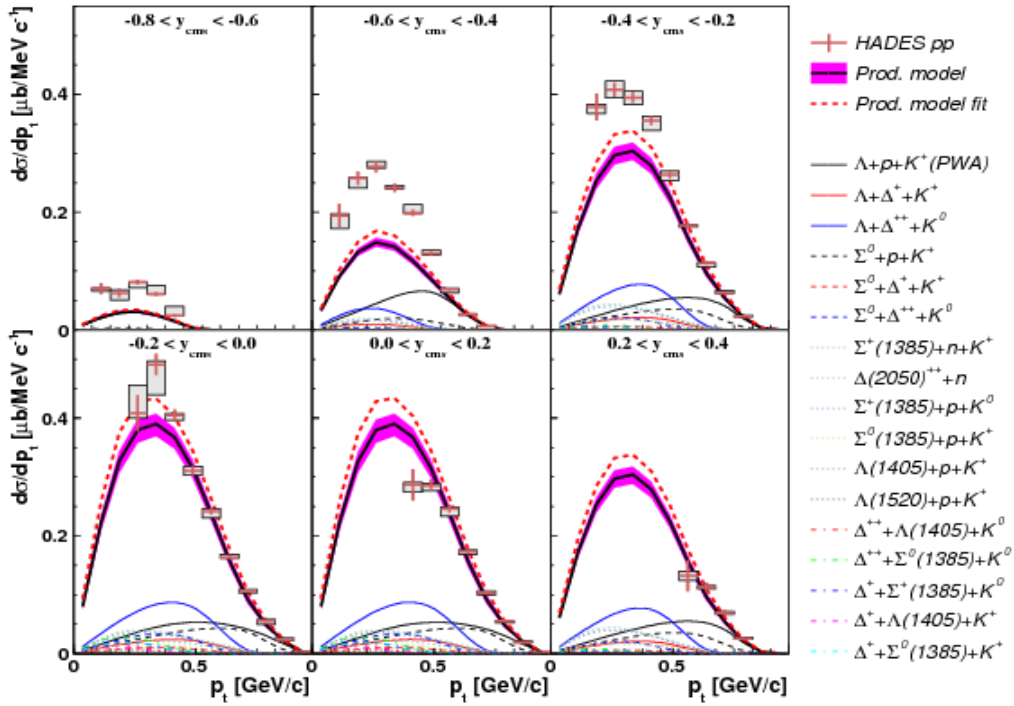 -0.8 < y_cms < -0.6
-0.6 < y_cms < -0.4
-0.4 < y_cms < -0.2
dσ/dp_t [μb/MeV c⁻¹]
0.4
0.2
0
-0.2 < y_cms < 0.0
0.0 < y_cms < 0.2
0.2 < y_cms < 0.4
dσ/dp_t [μb/MeV c⁻¹]
0.4
0.2
0
0.5
0.5
0.5
p_t [GeV/c]
p_t [GeV/c]
p_t [GeV/c]
HADES pp
Prod. model
Prod. model fit
Λ+p+K⁺(PWA)
Λ+Δ⁺+K⁺
Λ+Δ⁺⁺+K⁰
Σ⁰+p+K⁺
Σ⁰+Δ⁺+K⁺
Σ⁰+Δ⁺⁺+K⁰
Σ⁺(1385)+n+K⁺
Δ(2050)⁺⁺+n
Σ⁺(1385)+p+K⁰
Σ⁰(1385)+p+K⁺
Λ(1405)+p+K⁺
Λ(1520)+p+K⁺
Δ⁺⁺+Λ(1405)+K⁰
Δ⁺⁺+Σ⁰(1385)+K⁰
Δ⁺+Σ⁺(1385)+K⁰
Δ⁺+Λ(1405)+K⁺
Δ⁺+Σ⁰(1385)+K⁺